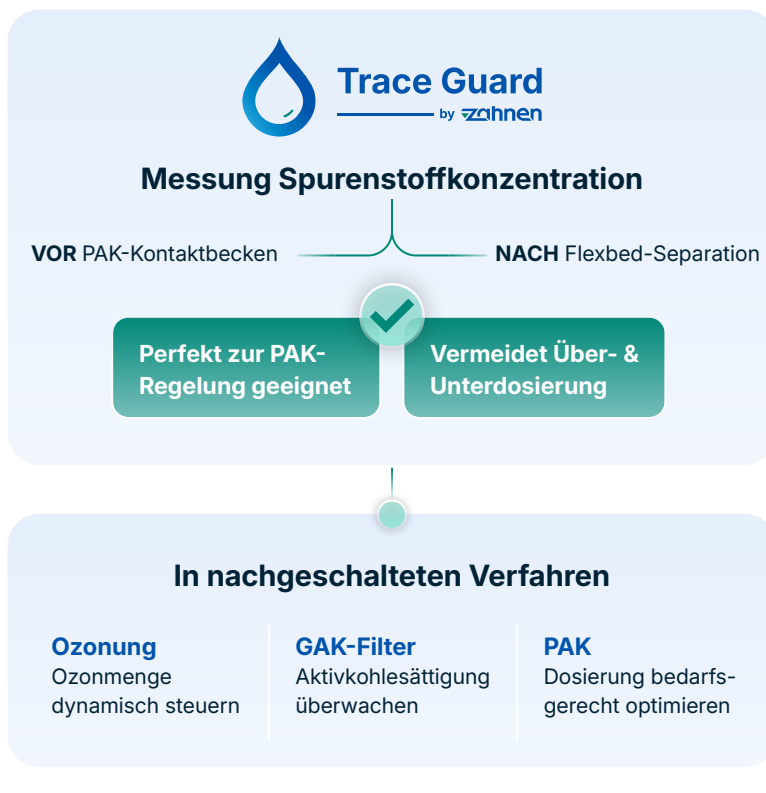 Trace Guard
by zahnen
Messung Spurenstoffkonzentration
VOR PAK-Kontaktbecken
NACH Flexbed-Separation
Perfekt zur PAK-
Regelung geeignet
Vermeidet Über- &
Unterdosierung
In nachgeschalteten Verfahren
Ozonung
Ozonmenge
dynamisch steuern
GAK-Filter
Aktivkohlesättigung
überwachen
PAK
Dosierung bedarfs-
gerecht optimieren